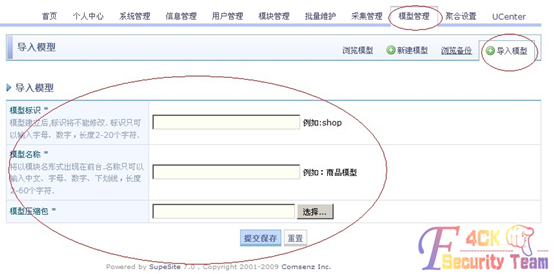 首页 个人中心 系统管理 信息管理 用户管理 模块管理 批量维护 采集管理 模型管理 聚合设置 UCenter
导入模型 浏览模型 新建模型 浏览备份 导入模型
导入模型
模型标识 *
模型建立后,标识将不能修改. 标识只可以输入字母、数字，长度2-20个字符.
例如:shop
模型名称 *
将以模块名形式出现在前台.名称只可以输入中文、字母、数字、下划线，长度2-60个字符.
例如：商品模型
模型压缩包 * 选择...
提交保存 重置
Powered by SupeSite 7.0 . Copyright 2001-2009 Comsenz Inc.
F4CK
Security Team